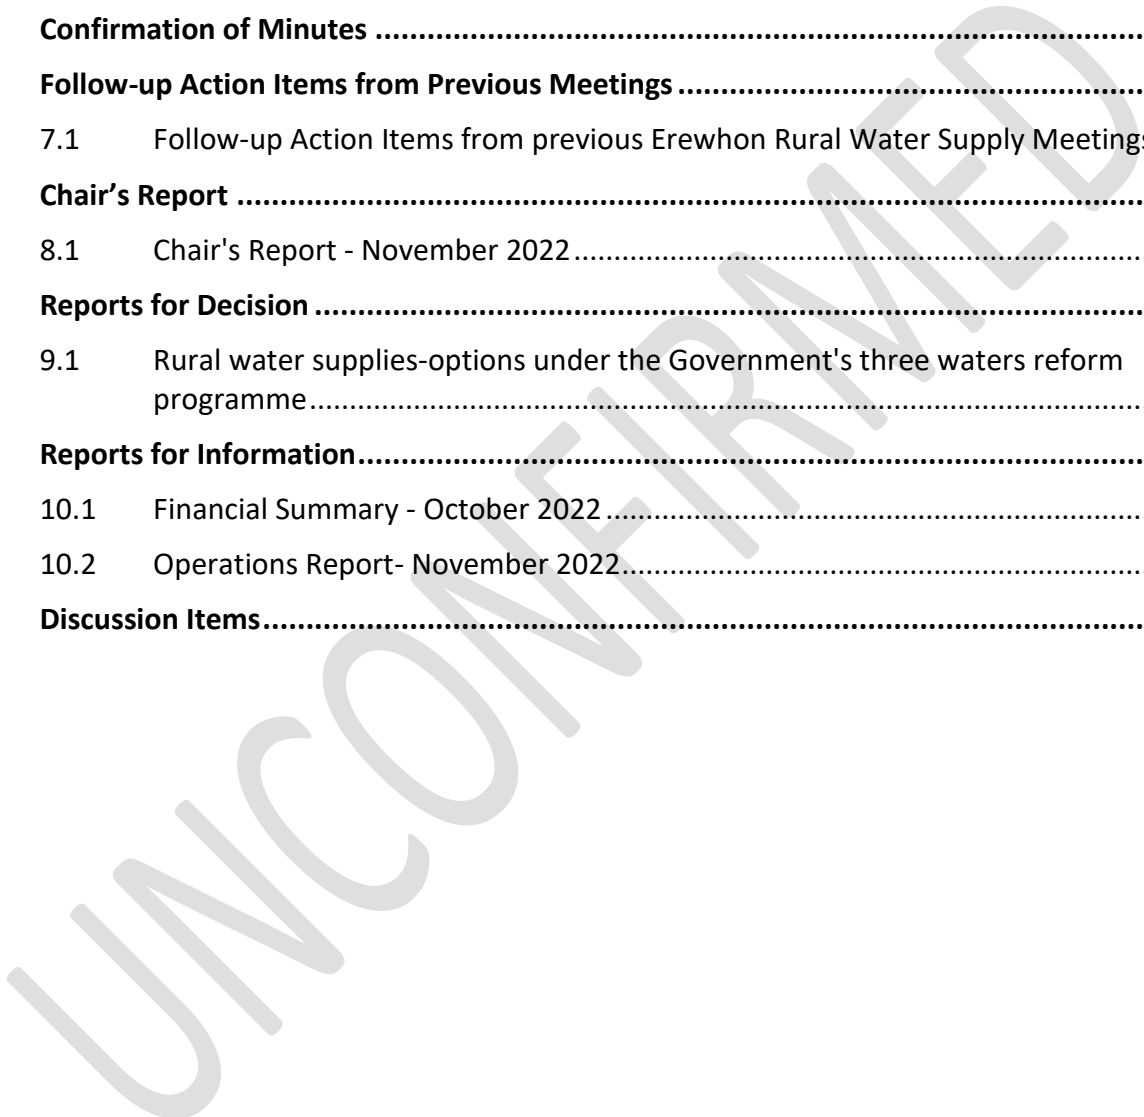 Confirmation of Minutes ..........................................................................................
Follow-up Action Items from Previous Meetings ........................................................
7.1 Follow-up Action Items from previous Erewhon Rural Water Supply Meetings
Chair’s Report ...........................................................................................................
8.1 Chair's Report - November 2022 .....................................................................
Reports for Decision .................................................................................................
9.1 Rural water supplies-options under the Government's three waters reform
programme .....................................................................................................
Reports for Information ............................................................................................
10.1 Financial Summary - October 2022 .................................................................
10.2 Operations Report- November 2022 ...............................................................
Discussion Items .......................................................................................................
UNCONFIRMED